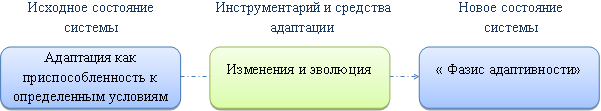 Исходное состояние
системы
Инструментарий и средства
адаптации
Новое состояние
системы
Адаптация как
приспособленность к
определенным условиям
Изменения и эволюция
« Фазис адаптивности»